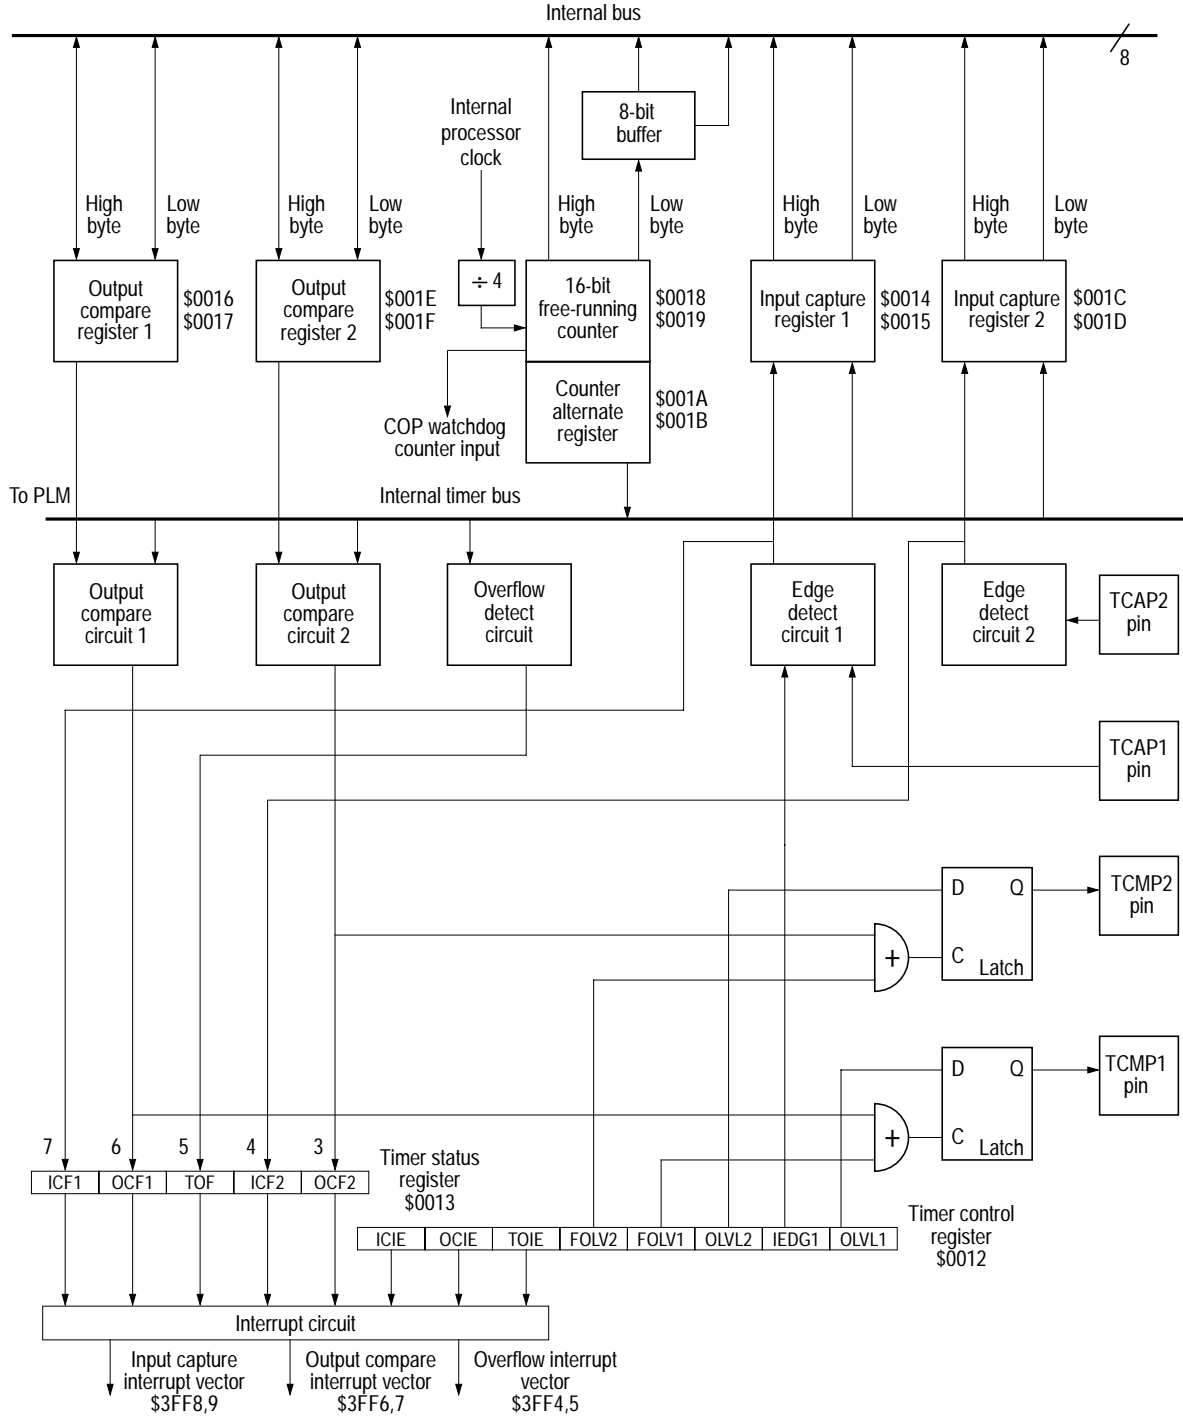 Internal bus
8
Internal
processor
clock
8-bit
buffer
High
byte
Low
byte
High
byte
Low
byte
High
byte
Low
byte
High
byte
Low
byte
High
byte
Low
byte
Output
compare
register 1
$0016
$0017
Output
compare
register 2
$001E
$001F
÷ 4
16-bit
free-running
counter
$0018
$0019
Input capture
register 1
$0014
$0015
Input capture
register 2
$001C
$001D
Counter
alternate
register
$001A
$001B
COP watchdog
counter input
To PLM
Internal timer bus
Output
compare
circuit 1
Output
compare
circuit 2
Overflow
detect
circuit
Edge
detect
circuit 1
Edge
detect
circuit 2
TCAP2
pin
TCAP1
pin
TCMP2
pin
D
Q
C
Latch
+
TCMP1
pin
D
Q
C
Latch
+
7
6
5
4
3
ICF1
OCF1
TOF
ICF2
OCF2
Timer status
register
$0013
ICIE
OCIE
TOIE
FOLV2
FOLV1
OLVL2
IEDG1
OLVL1
Timer control
register
$0012
Interrupt circuit
Input capture
interrupt vector
$3FF8,9
Output compare
interrupt vector
$3FF6,7
Overflow interrupt
vector
$3FF4,5